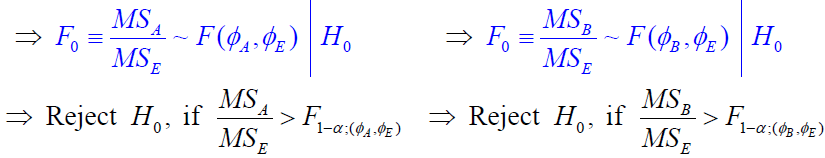 ⇒ F₀ ≡ MS_A / MS_E ~ F(ϕ_A, ϕ_E) | H₀ ⇒ F₀ ≡ MS_B / MS_E ~ F(ϕ_B, ϕ_E) | H₀
⇒ Reject H₀, if MS_A / MS_E > F_{1−α;(ϕ_A,ϕ_E)} ⇒ Reject H₀, if MS_B / MS_E > F_{1−α;(ϕ_B,ϕ_E)}